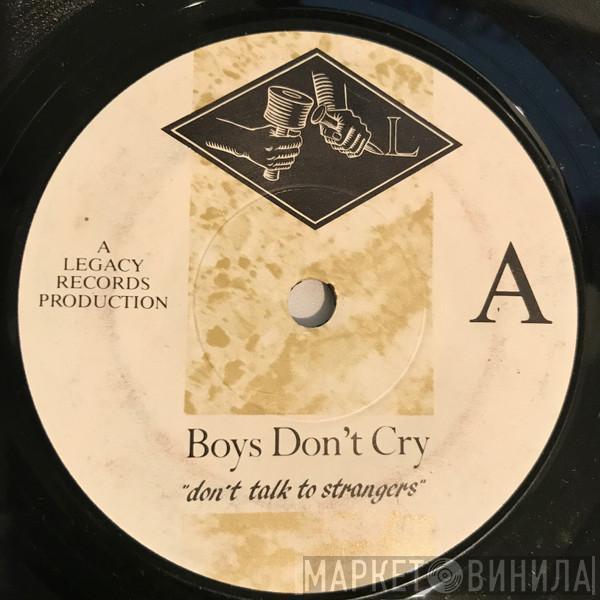 L
A
LEGACY
RECORDS
PRODUCTION
A
Boys Don't Cry
"don't talk to strangers"
МАРКЕТ ВИНИЛА